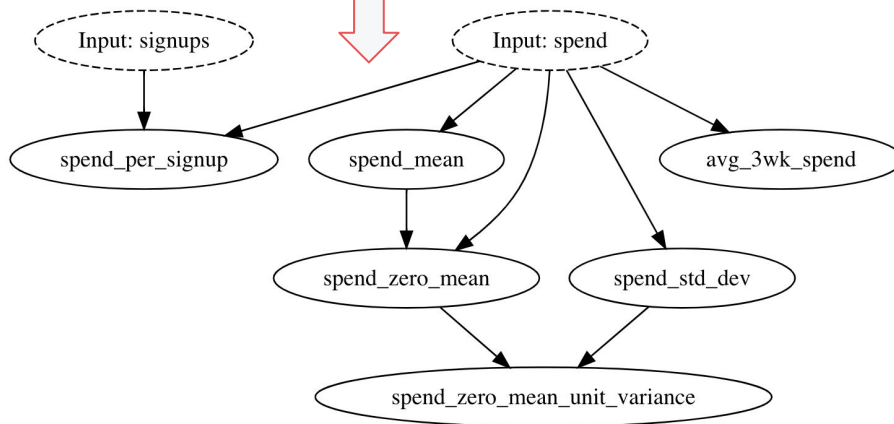 Input: signups
Input: spend
spend_per_signup
spend_mean
avg_3wk_spend
spend_zero_mean
spend_std_dev
spend_zero_mean_unit_variance